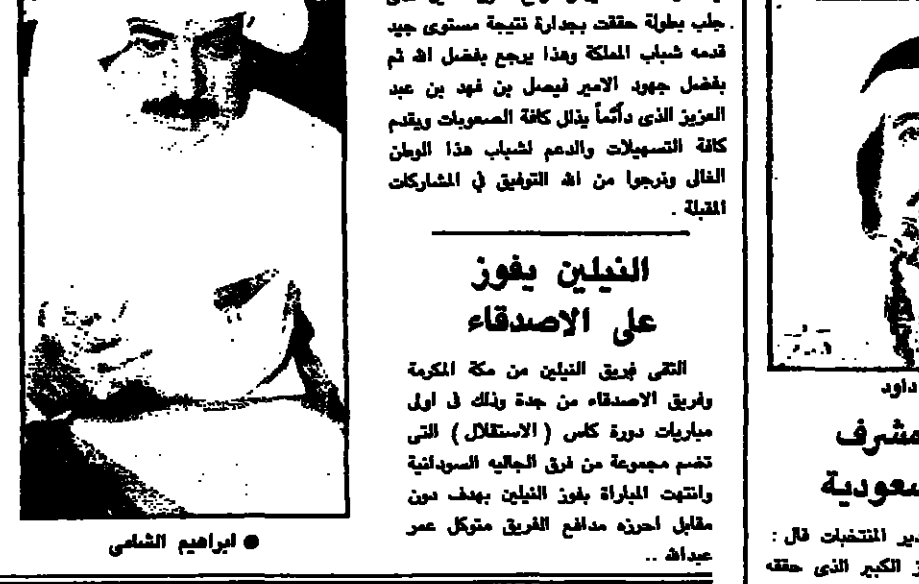 جلب بطولة حققت بجدارة نتيجة مستوى جيد
قدمه شباب المملكة وهذا يرجع بفضل الله ثم
بفضل جهود الامير فيصل بن فهد بن عبد
العزيز الذى دائماً يذلل كافة الصعوبات ويقدم
كافة التسهيلات والدعم لشباب هذا الوطن
الغالى ونرجوا من الله التوفيق في المشاركات
المقبلة .
النيلين يفوز
على الاصدقاء
التقى فريق النيلين من مكة المكرمة
وفريق الاصدقاء من جدة وذلك فى اولى
مباريات دورة كاس ( الاستقلال ) التى
تضم مجموعة من فرق الجاليه السودانية
وانتهت المباراة بفوز النيلين بهدف دون
مقابل احرزه مدافع الفريق متوكل عمر
عبدالله ..
● ابراهيم الشامى
داود
مشرف
سعودية
دير المنتخبات قال :
الكبير الذى حققه